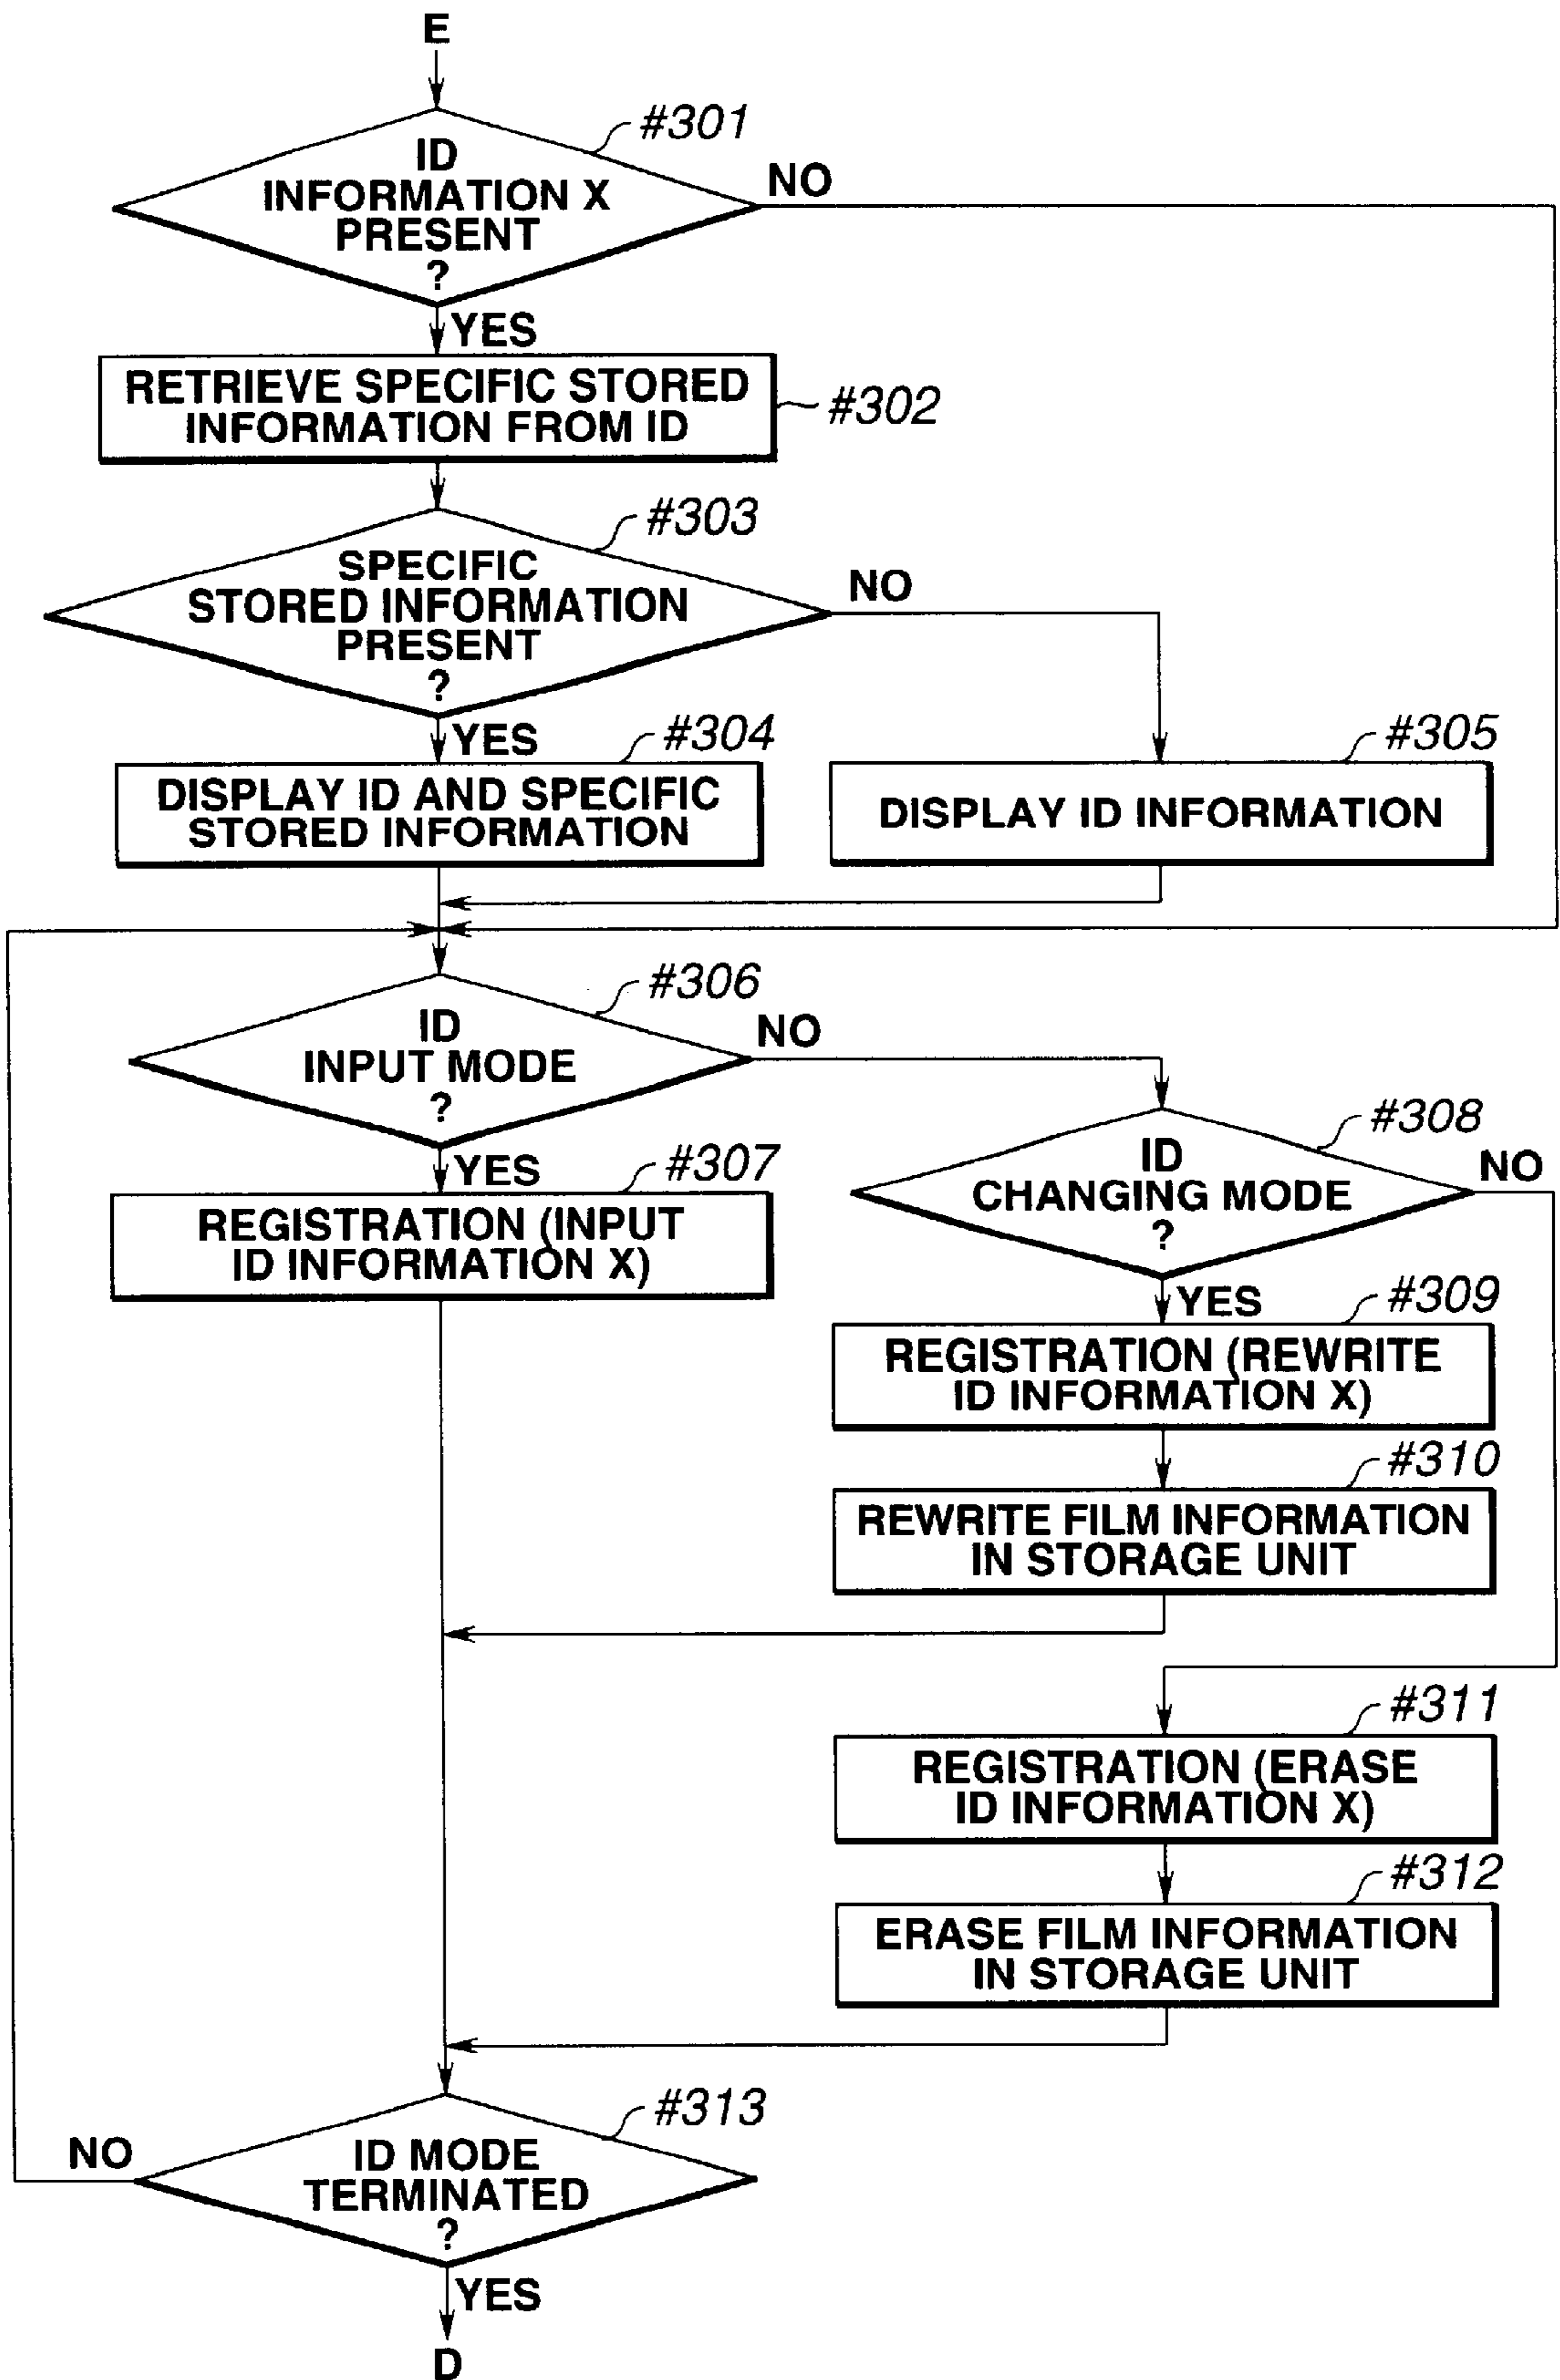 E
#301
ID
INFORMATION X
PRESENT
?
NO
YES
RETRIEVE SPECIFIC STORED
INFORMATION FROM ID
#302
#303
SPECIFIC
STORED INFORMATION
PRESENT
?
NO
YES
#304
DISPLAY ID AND SPECIFIC
STORED INFORMATION
#305
DISPLAY ID INFORMATION
#306
ID
INPUT MODE
?
NO
YES
#307
REGISTRATION (INPUT
ID INFORMATION X)
#308
ID
CHANGING MODE
?
NO
YES
#309
REGISTRATION (REWRITE
ID INFORMATION X)
#310
REWRITE FILM INFORMATION
IN STORAGE UNIT
#311
REGISTRATION (ERASE
ID INFORMATION X)
#312
ERASE FILM INFORMATION
IN STORAGE UNIT
#313
ID MODE
TERMINATED
?
NO
YES
D